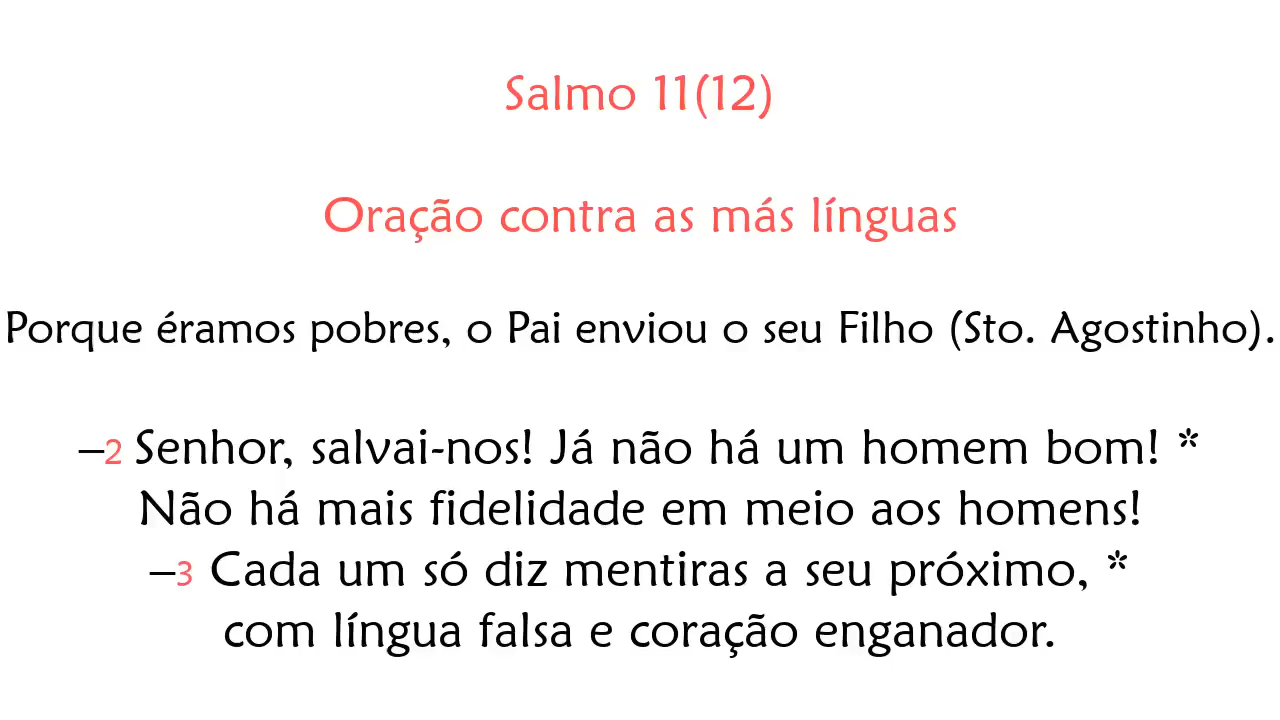 Salmo 11(12)
Oração contra as más línguas
Porque éramos pobres, o Pai enviou o seu Filho (Sto. Agostinho).
–2 Senhor, salvai-nos! Já não há um homem bom! *
Não há mais fidelidade em meio aos homens!
–3 Cada um só diz mentiras a seu próximo, *
com língua falsa e coração enganador.